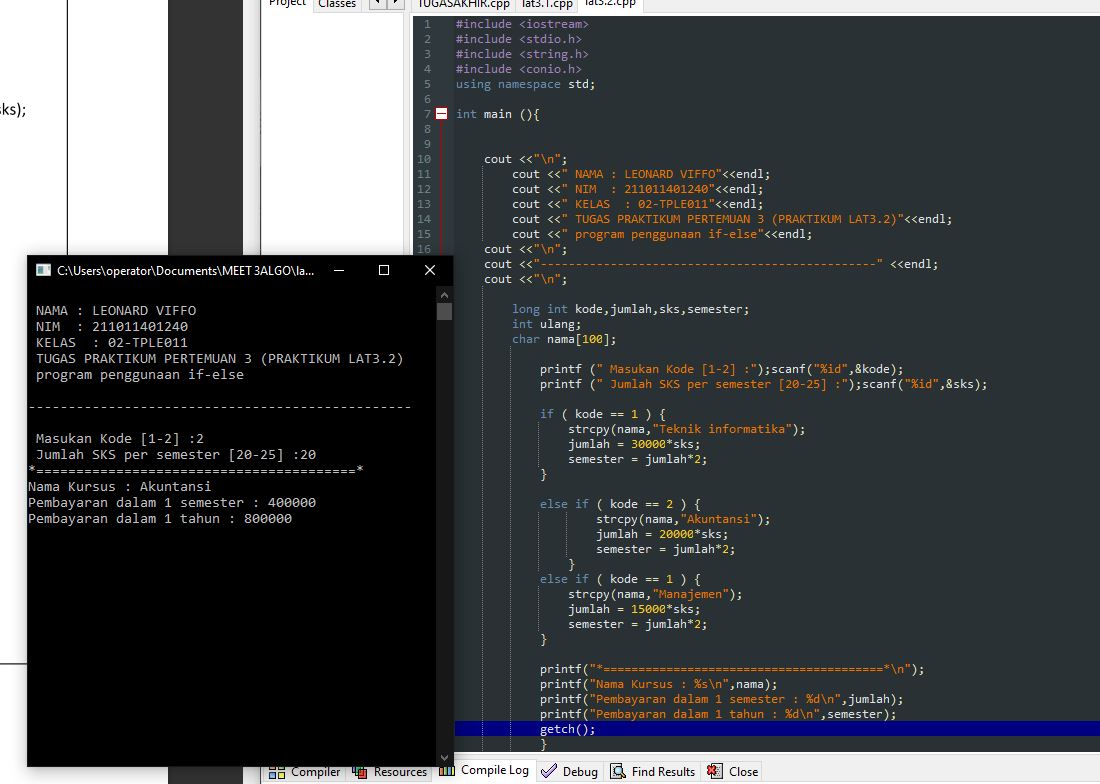 Project
Classes
TUGASAKHIR.cpp
lat3.1.cpp
lat3.2.cpp
sks);
1 #include <iostream>
2 #include <stdio.h>
3 #include <string.h>
4 #include <conio.h>
5 using namespace std;
6
7 int main (){
8
9
10 cout <<"\n";
11 cout <<" NAMA : LEONARD VIFFO"<<endl;
12 cout <<" NIM  : 211011401240"<<endl;
13 cout <<" KELAS  : 02-TPLE011"<<endl;
14 cout <<" TUGAS PRAKTIKUM PERTEMUAN 3 (PRAKTIKUM LAT3.2)"<<endl;
15 cout <<" program penggunaan if-else"<<endl;
16 cout <<"\n";
cout <<"------------------------------------------------" <<endl;
cout <<"\n";
long int kode,jumlah,sks,semester;
int ulang;
char nama[100];
printf (" Masukan Kode [1-2] :");scanf("%id",&kode);
printf (" Jumlah SKS per semester [20-25] :");scanf("%id",&sks);
if ( kode == 1 ) {
strcpy(nama,"Teknik informatika");
jumlah = 30000*sks;
semester = jumlah*2;
}
else if ( kode == 2 ) {
strcpy(nama,"Akuntansi");
jumlah = 20000*sks;
semester = jumlah*2;
}
else if ( kode == 1 ) {
strcpy(nama,"Manajemen");
jumlah = 15000*sks;
semester = jumlah*2;
}
printf("*========================================*\n");
printf("Nama Kursus : %s\n",nama);
printf("Pembayaran dalam 1 semester : %d\n",jumlah);
printf("Pembayaran dalam 1 tahun : %d\n",semester);
getch();
}
C:\Users\operator\Documents\MEET3ALGO\la...
NAMA : LEONARD VIFFO
NIM  : 211011401240
KELAS  : 02-TPLE011
TUGAS PRAKTIKUM PERTEMUAN 3 (PRAKTIKUM LAT3.2)
program penggunaan if-else
------------------------------------------------
Masukan Kode [1-2] :2
Jumlah SKS per semester [20-25] :20
*========================================*
Nama Kursus : Akuntansi
Pembayaran dalam 1 semester : 400000
Pembayaran dalam 1 tahun : 800000
Compiler
Resources
Compile Log
Debug
Find Results
Close